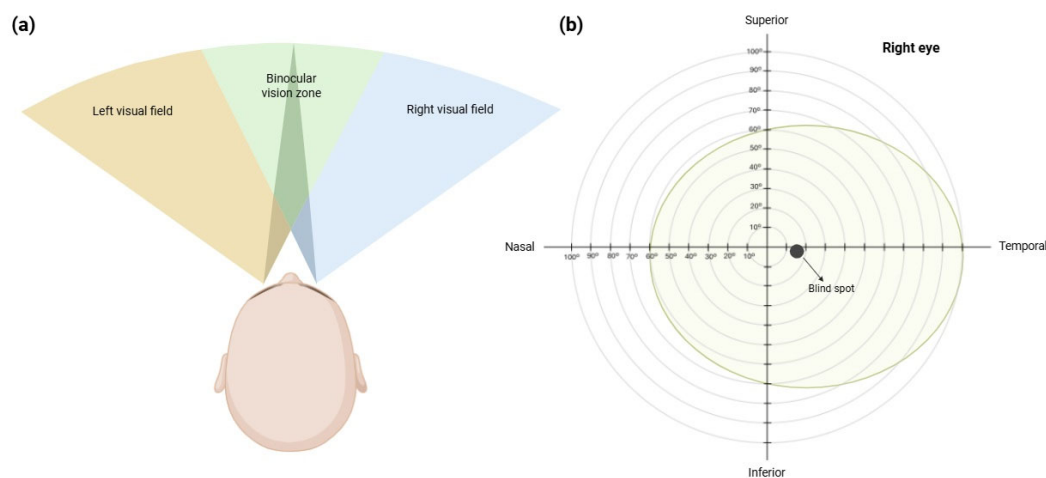 (a)
Left visual field
Binocular
vision zone
Right visual field
(b)
Superior
Right eye
100º
90º
80º
70º
60º
50º
40º
30º
20º
10º
Nasal
100º 90º 80º 70º 60º 50º 40º 30º 20º 10º
Temporal
Blind spot
Inferior